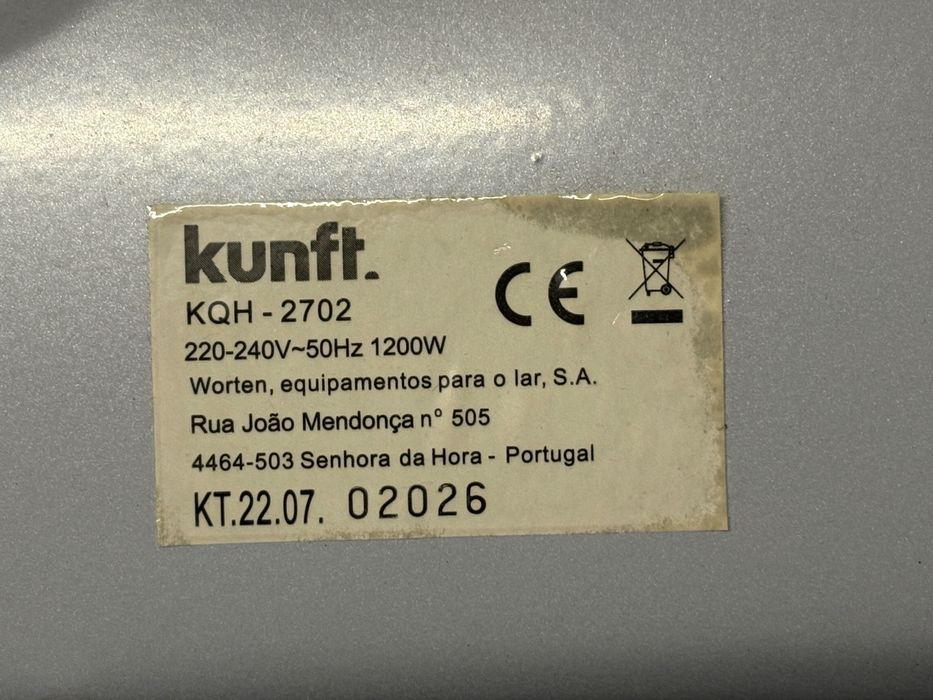 kunft.
KQH - 2702
CE
220-240V~50Hz 1200W
Worten, equipamentos para o lar, S.A.
Rua João Mendonça nº 505
4464-503 Senhora da Hora - Portugal
KT.22.07. 02026